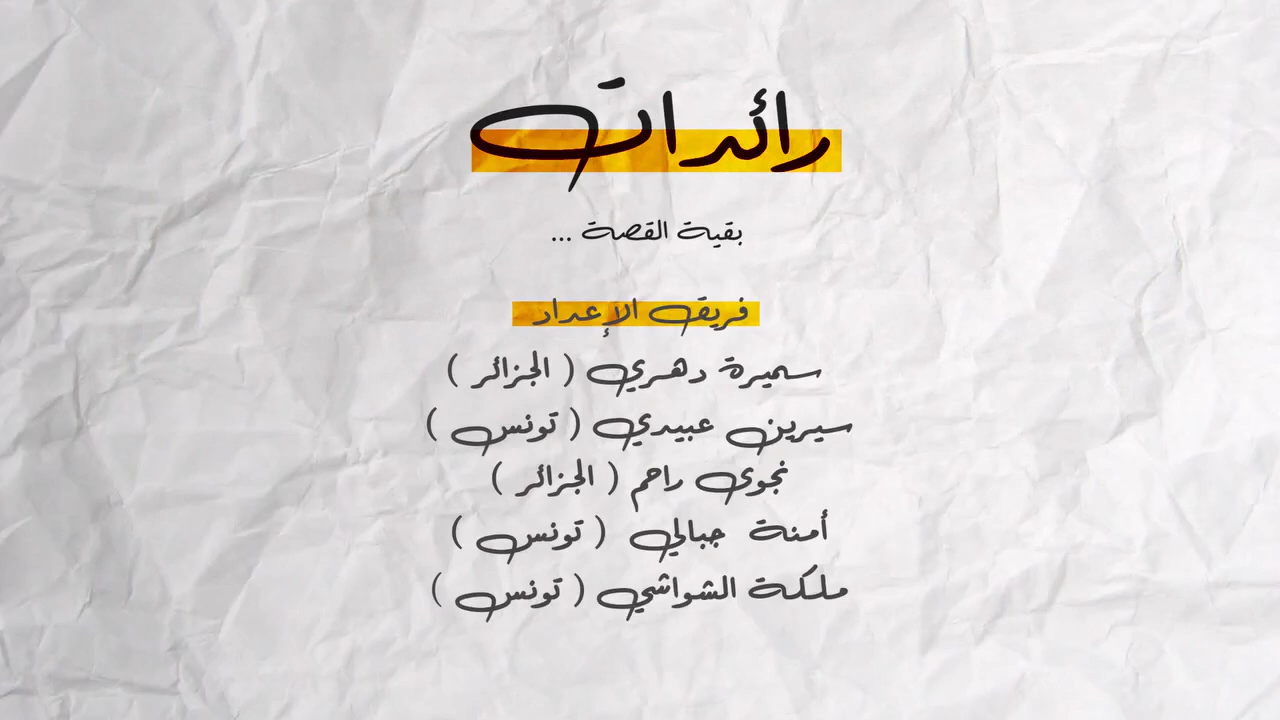 رائدات
بقية القصة ...
فريق الإعداد
سميرة دهري ( الجزائر )
سيرين عبيدي ( تونس )
نجوى راحم ( الجزائر )
أمنة جبالي ( تونس )
ملكة الشواشي ( تونس )